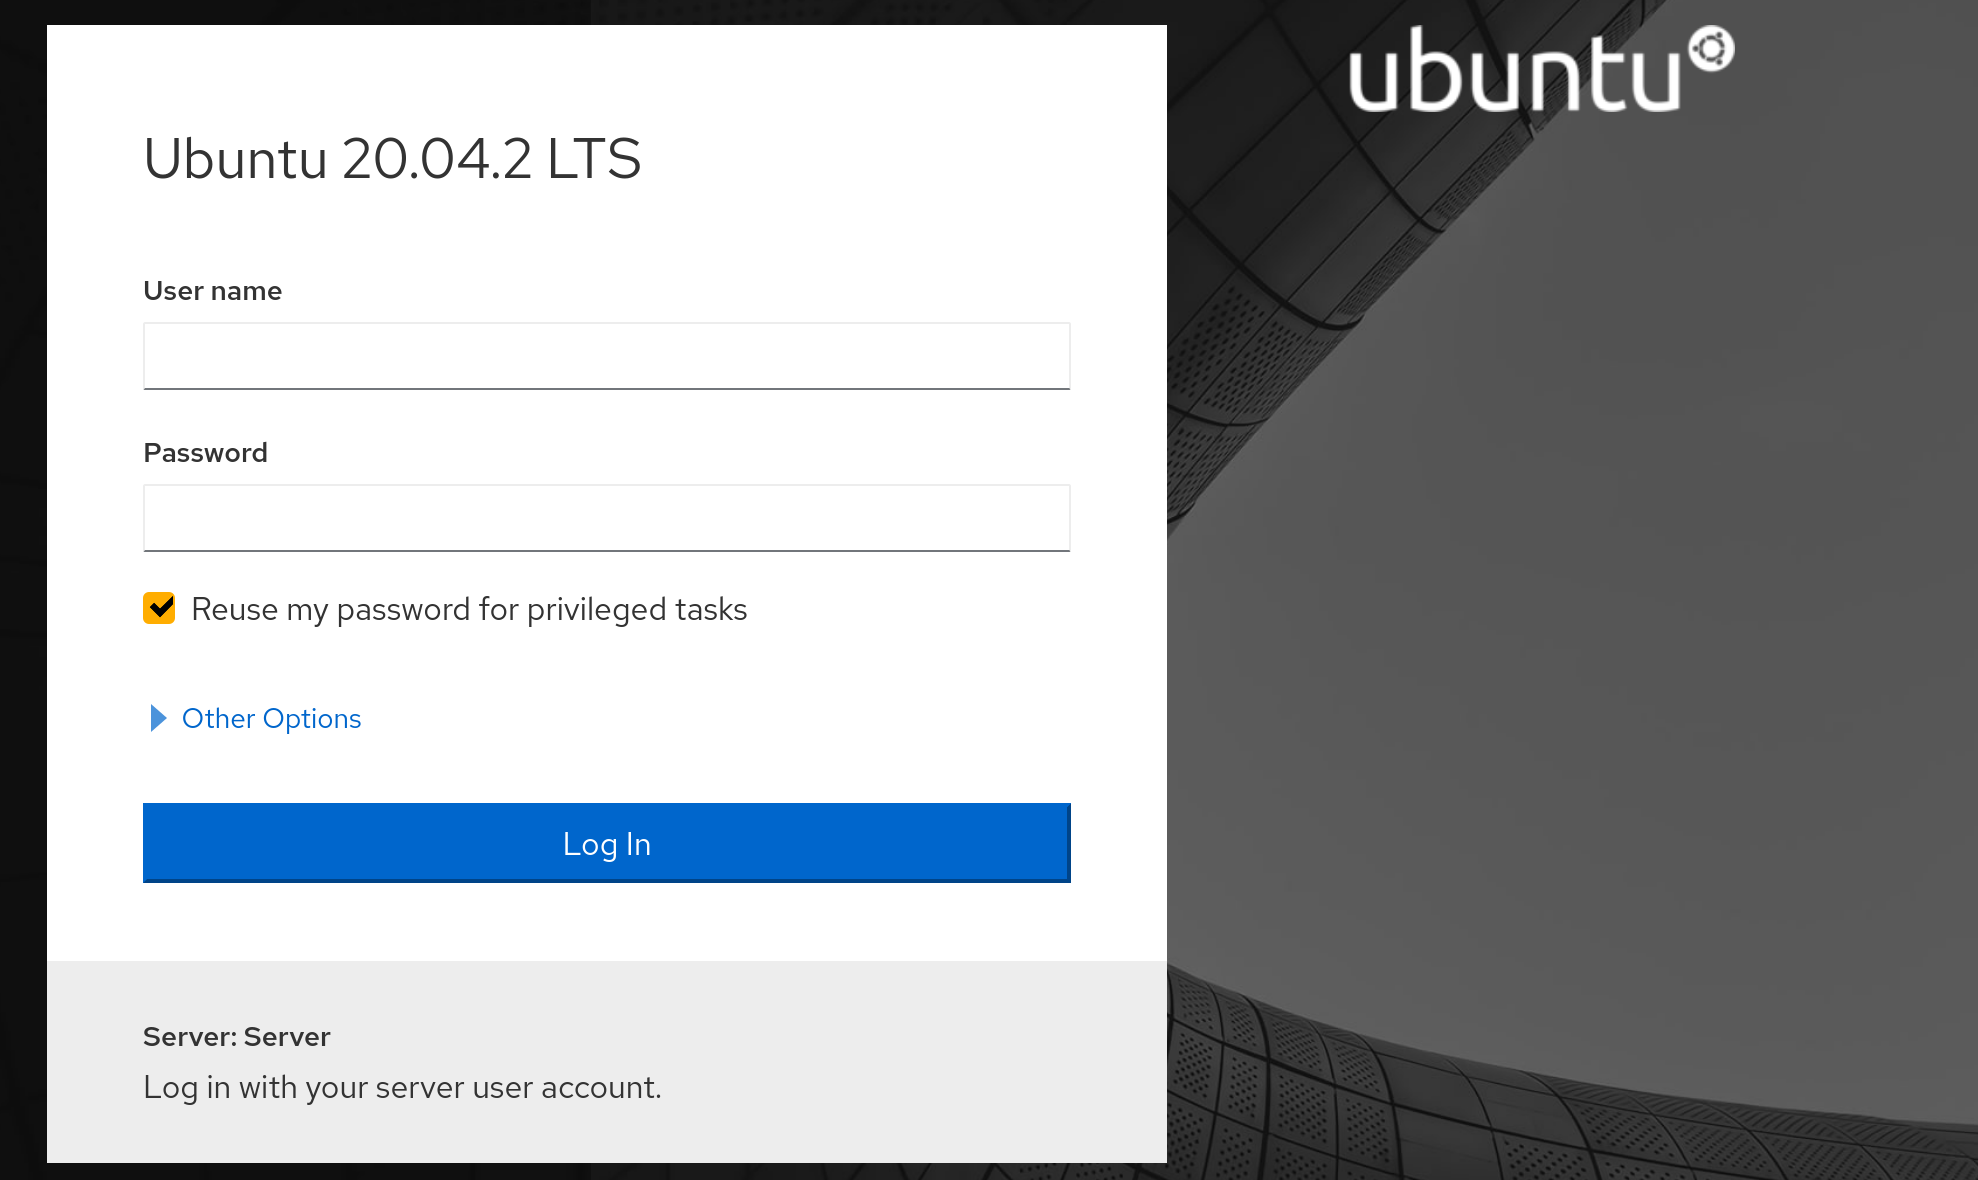 ubuntu
Ubuntu 20.04.2 LTS
User name
Password
Reuse my password for privileged tasks
Other Options
Log In
Server: Server
Log in with your server user account.